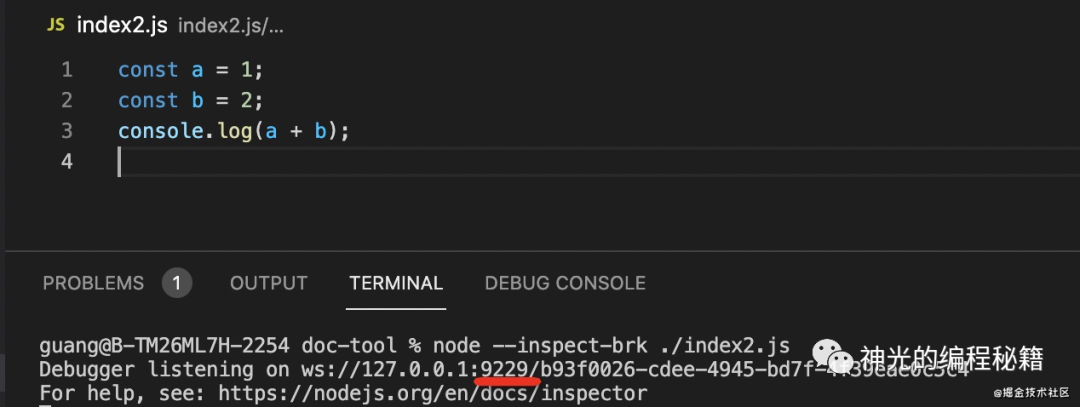 JS index2.js index2.js/...
1 const a = 1;
2 const b = 2;
3 console.log(a + b);
4
PROBLEMS 1 OUTPUT TERMINAL DEBUG CONSOLE
guang@B-TM26ML7H-2254 doc-tool % node --inspect-brk ./index2.js
Debugger listening on ws://127.0.0.1:9229/b93f0026-cdee-4945-bd7f-4f39eae0c5c4
神光的编程秘籍
For help, see: https://nodejs.org/en/docs/inspector
@掘金技术社区